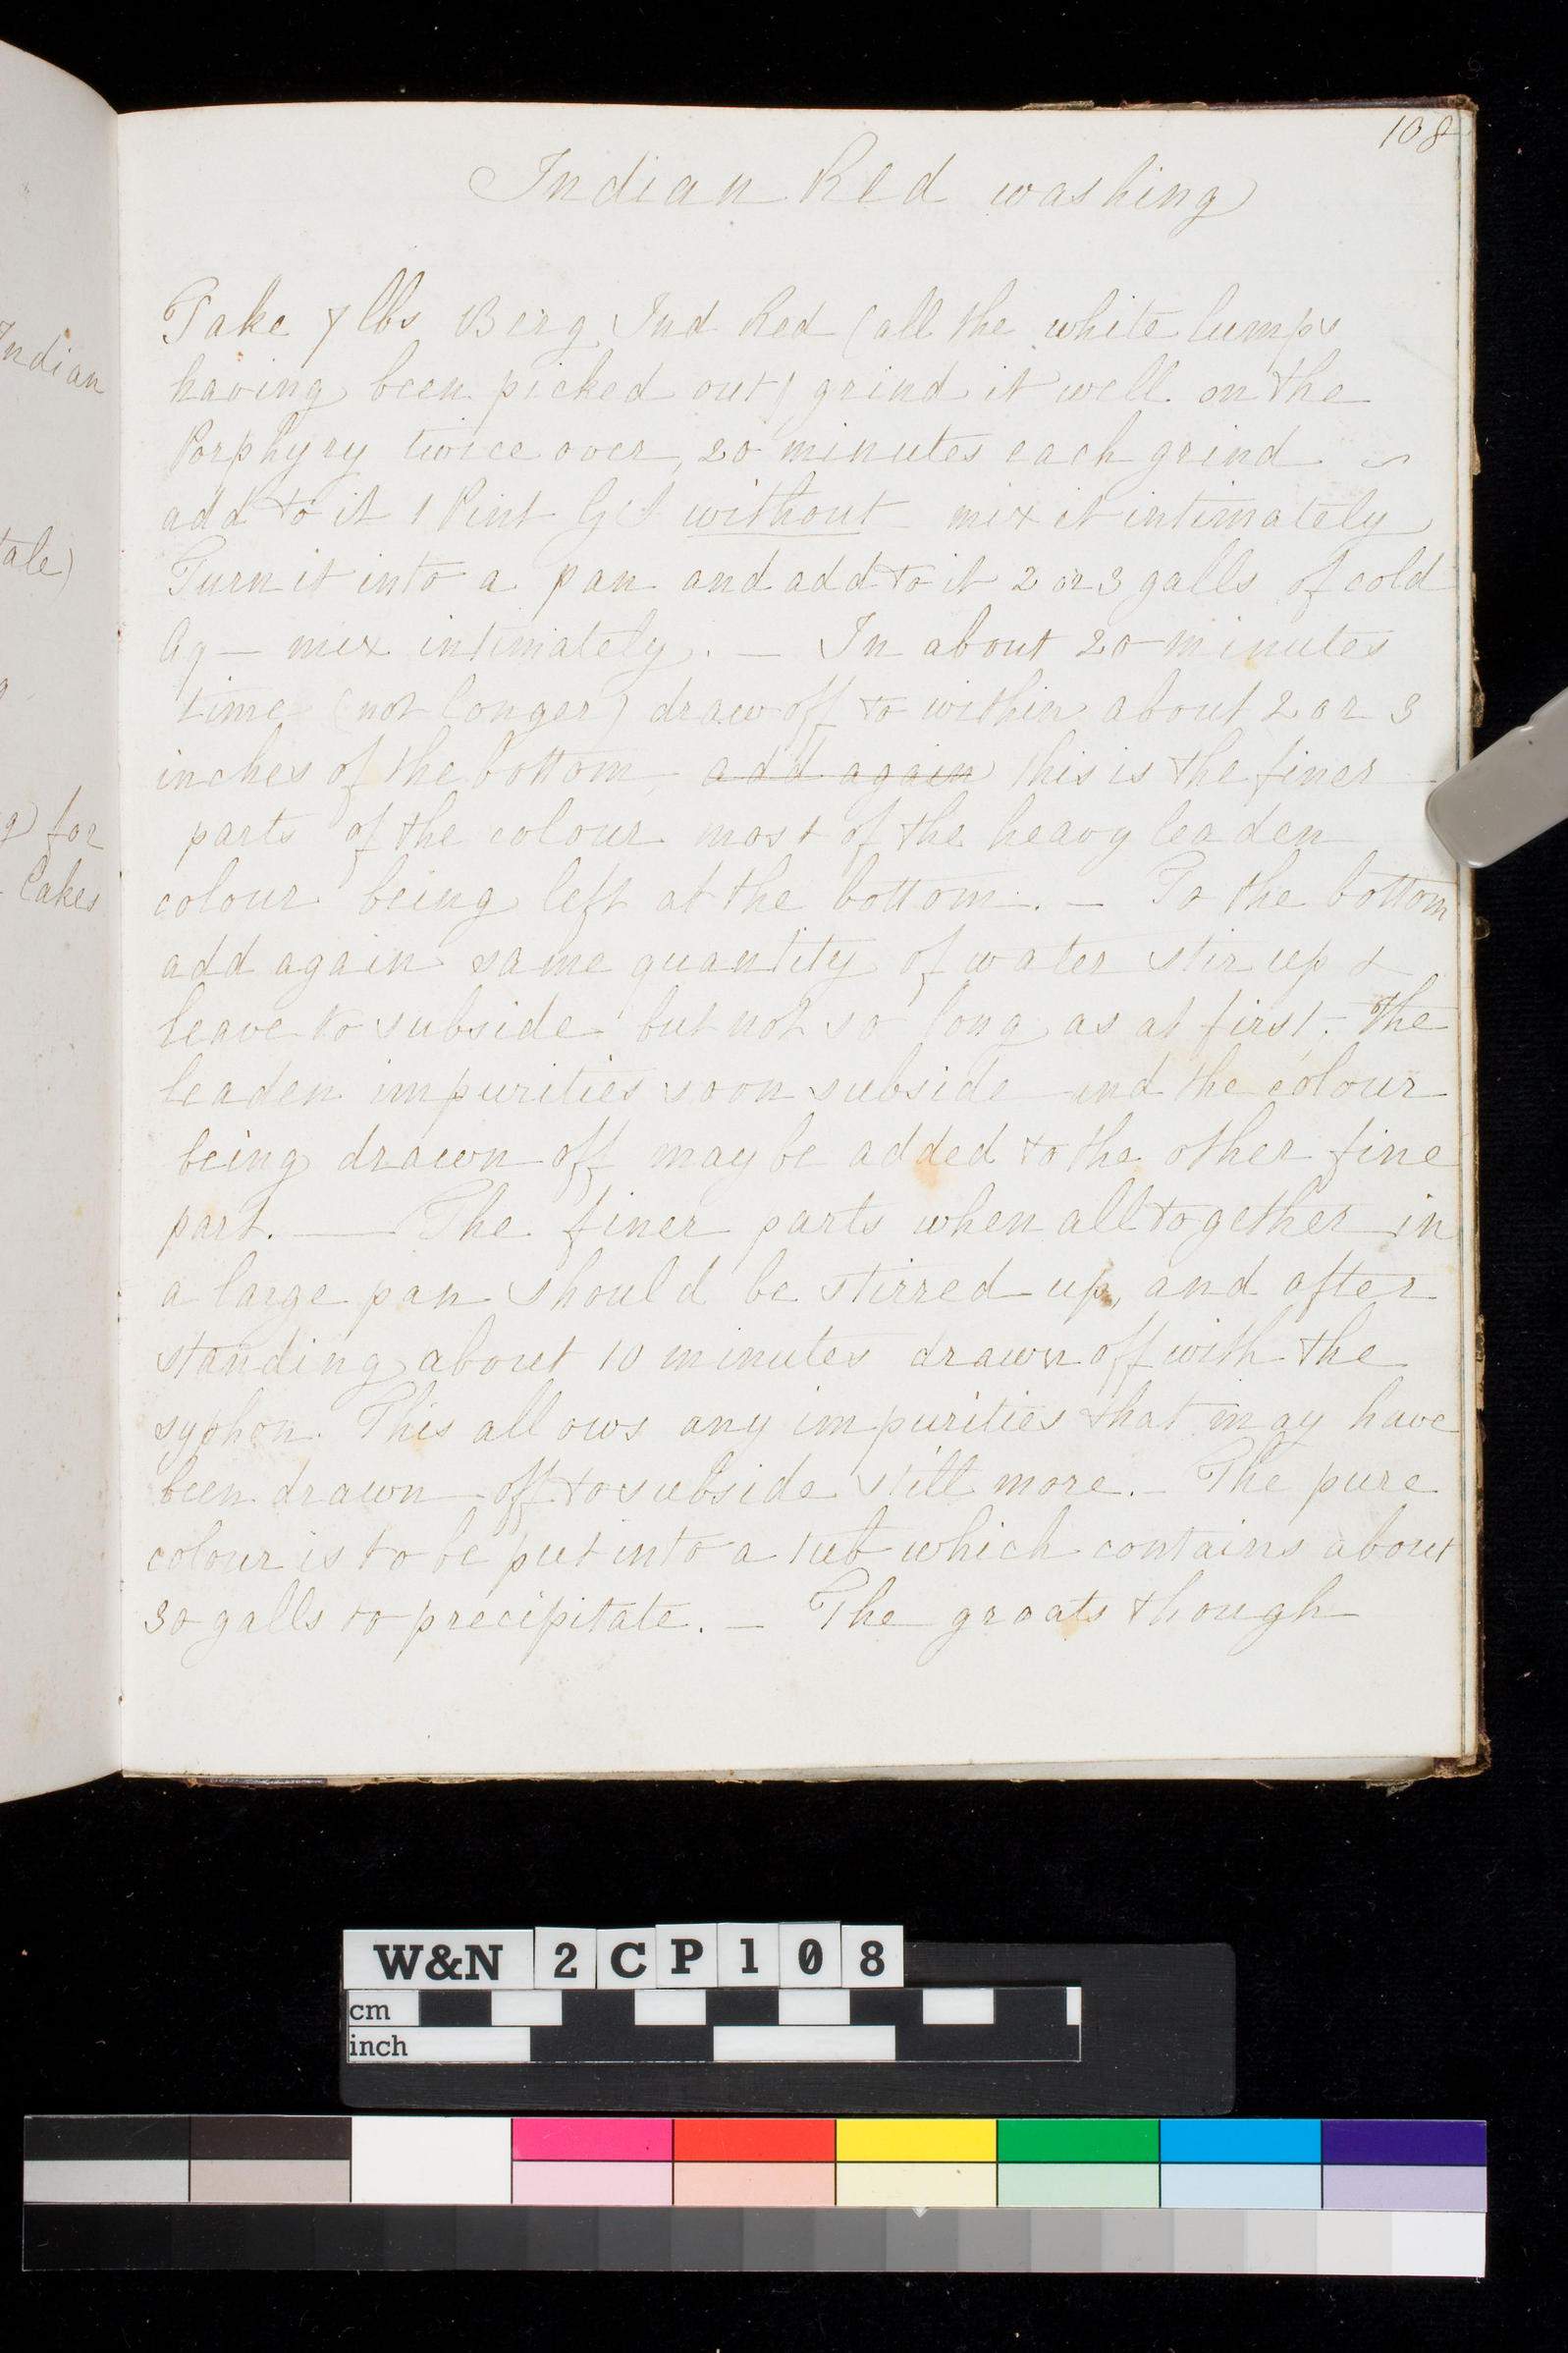 108
Indian Red washing
Indian
tale)
g) for
Cakes
Take 7 lbs Berg Ind Red (all the white lumps
having been picked out) grind it well on the
Porphyry twice over, 20 minutes each grind
add to it 1 Pint Gel without mix it intimately
Turn it into a pan and add to it 2 or 3 galls of cold
Aq — mix intimately. — In about 20 minutes
time (not longer) draw off to within about 2 or 3
inches of the bottom, add again this is the finer
parts of the colour most of the heavy leaden
colour being left at the bottom. — To the bottom
add again same quantity of water stir up &
leave to subside but not so long as at first. The
leaden impurities soon subside and the colour
being drawn off may be added to the other fine
part. — The finer parts when all together in
a large pan should be stirred up, and after
standing about 10 minutes drawn off with the
syphon. This allows any impurities that may have
been drawn off to subside still more. — The pure
colour is to be put into a tub which contains about
30 galls to precipitate. — The groats though
W&N 2CP108
cm
inch